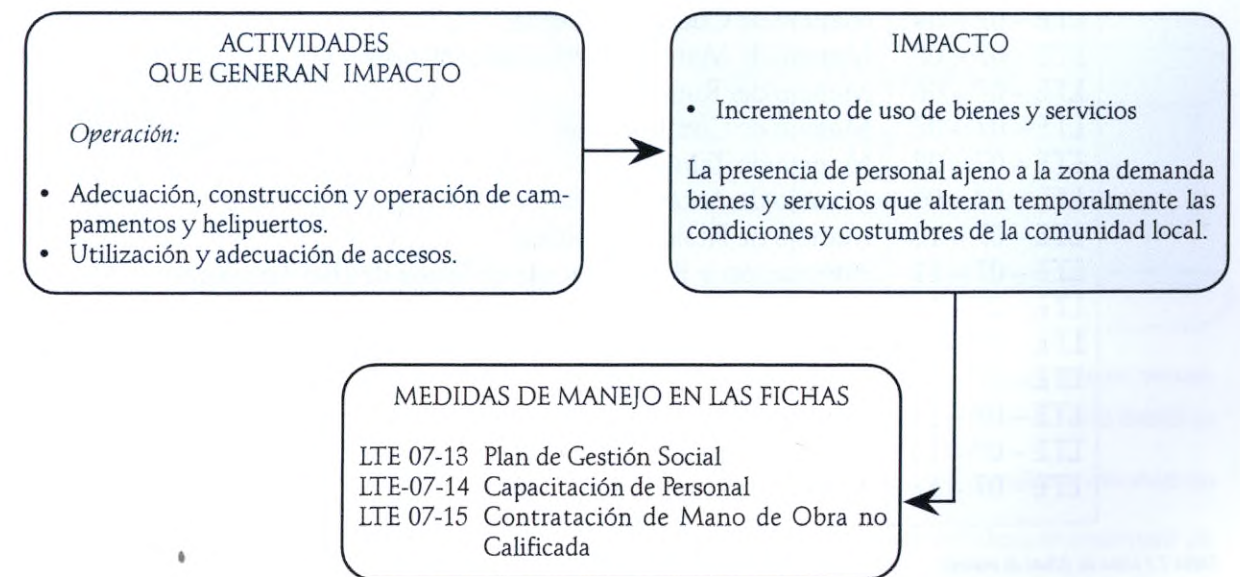 ACTIVIDADES
QUE GENERAN IMPACTO
Operación:
• Adecuación, construcción y operación de cam-
pamentos y helipuertos.
• Utilización y adecuación de accesos.
IMPACTO
• Incremento de uso de bienes y servicios
La presencia de personal ajeno a la zona demanda
bienes y servicios que alteran temporalmente las
condiciones y costumbres de la comunidad local.
MEDIDAS DE MANEJO EN LAS FICHAS
LTE 07-13 Plan de Gestión Social
LTE-07-14 Capacitación de Personal
LTE 07-15 Contratación de Mano de Obra no
Calificada